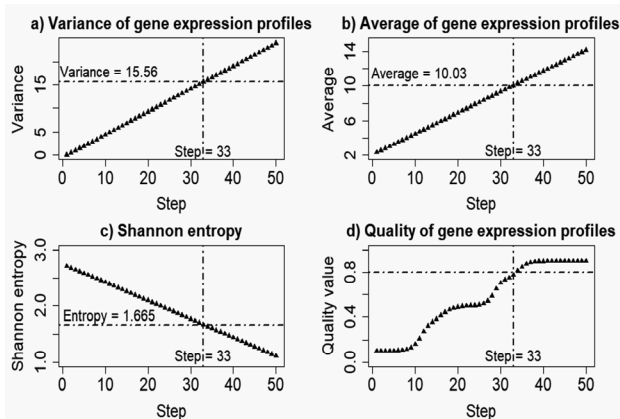 a) Variance of gene expression profiles
Variance
15
5
0
Variance = 15.56
Step = 33
0 10 20 30 40 50
Step
b) Average of gene expression profiles
Average
14
10
6
2
Average = 10.03
Step = 33
0 10 20 30 40 50
Step
c) Shannon entropy
Shannon entropy
3.0
2.0
1.0
Entropy = 1.665
Step = 33
0 10 20 30 40 50
Step
d) Quality of gene expression profiles
Quality value
0.8
0.4
0.0
Step = 33
0 10 20 30 40 50
Step